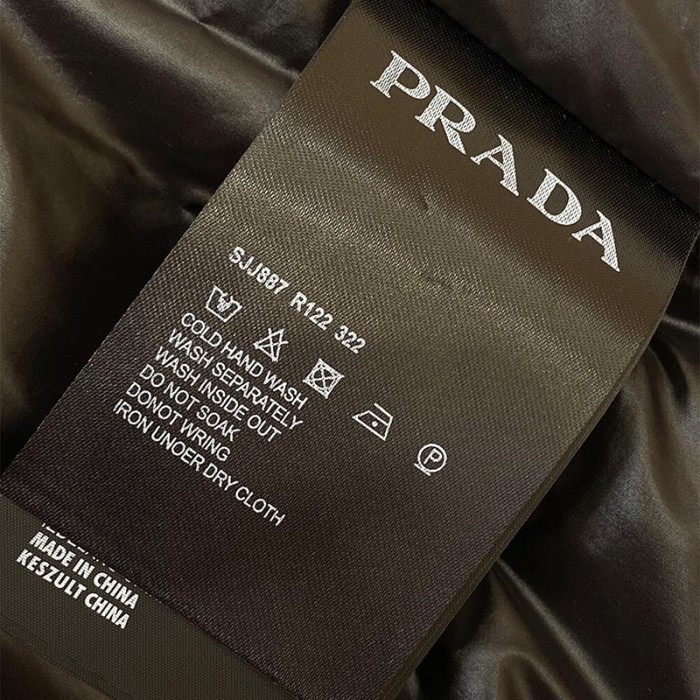 PRADA
SJJ887 R122 322
COLD HAND WASH
WASH SEPARATELY
WASH INSIDE OUT
DO NOT SOAK
DONOT WRING
IRON UNDER DRY CLOTH
P
MADE IN CHINA
KESZULT CHINA